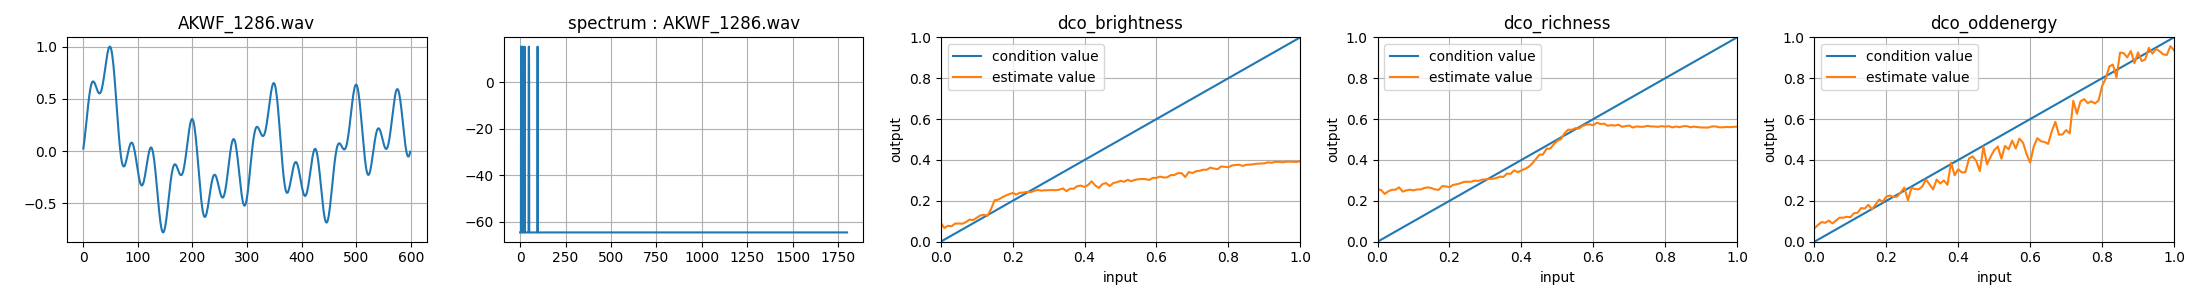 AKWF_1286.wav
1.0
0.5
0.0
−0.5
0 100 200 300 400 500 600
spectrum : AKWF_1286.wav
0
−20
−40
−60
0 250 500 750 1000 1250 1500 1750
dco_brightness
condition value
estimate value
output
1.0
0.8
0.6
0.4
0.2
0.0
0.0 0.2 0.4 0.6 0.8 1.0
input
dco_richness
condition value
estimate value
output
1.0
0.8
0.6
0.4
0.2
0.0
0.0 0.2 0.4 0.6 0.8 1.0
input
dco_oddenergy
condition value
estimate value
output
1.0
0.8
0.6
0.4
0.2
0.0
0.0 0.2 0.4 0.6 0.8 1.0
input